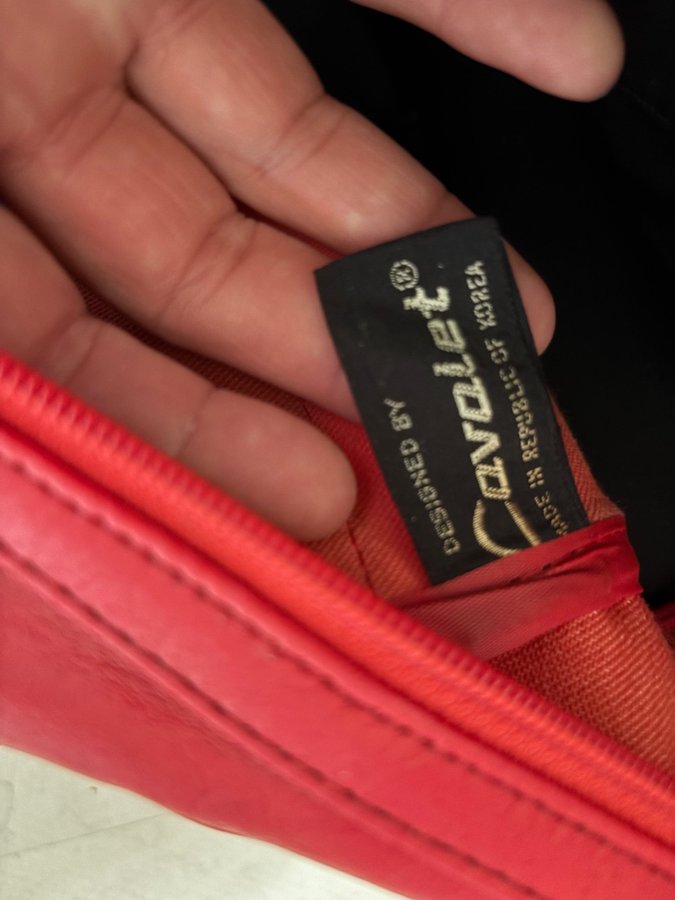 DESIGNED BY
Cavalet®
MADE IN REPUBLIC OF KOREA